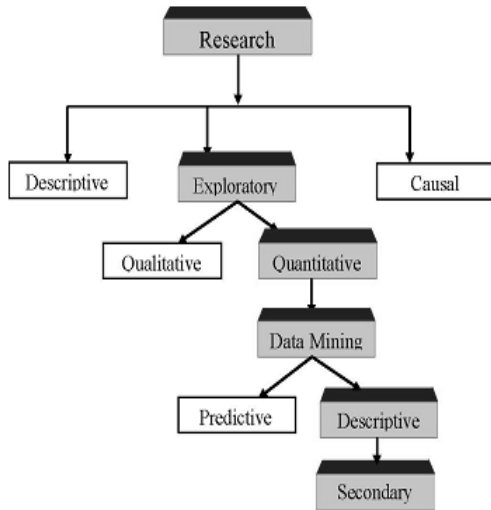 Research
Descriptive
Exploratory
Causal
Qualitative
Quantitative
Data Mining
Predictive
Descriptive
Secondary